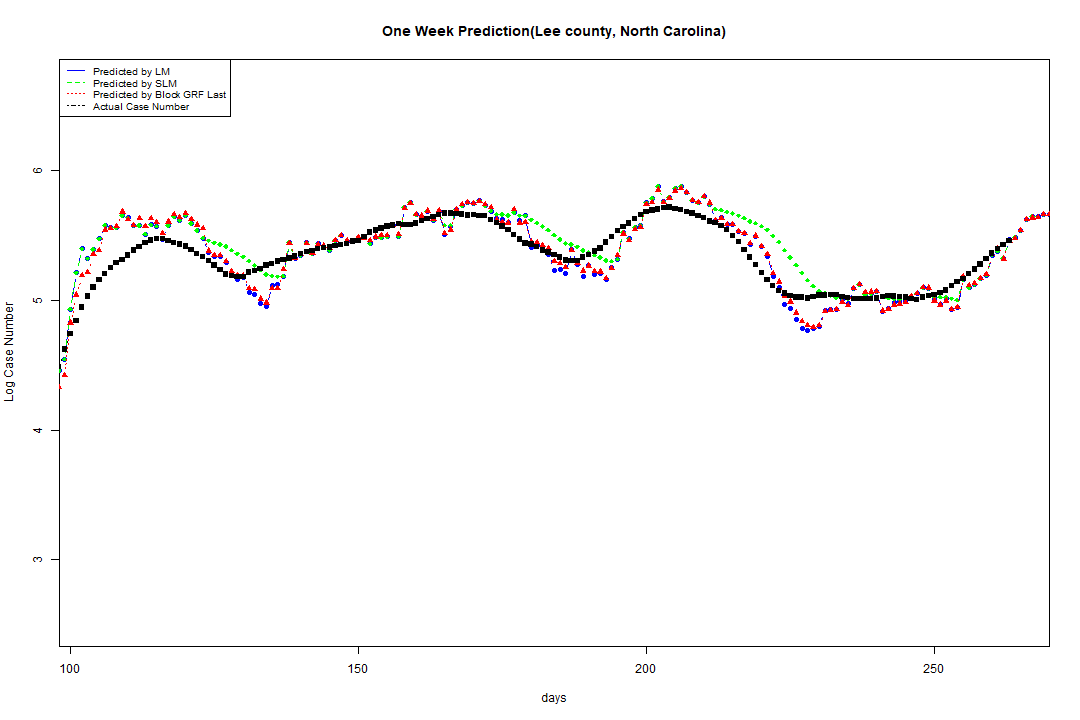 One Week Prediction(Lee county, North Carolina)
Predicted by LM
Predicted by SLM
Predicted by Block GRF Last
Actual Case Number
6
5
4
3
Log Case Number
100 150 200 250
days